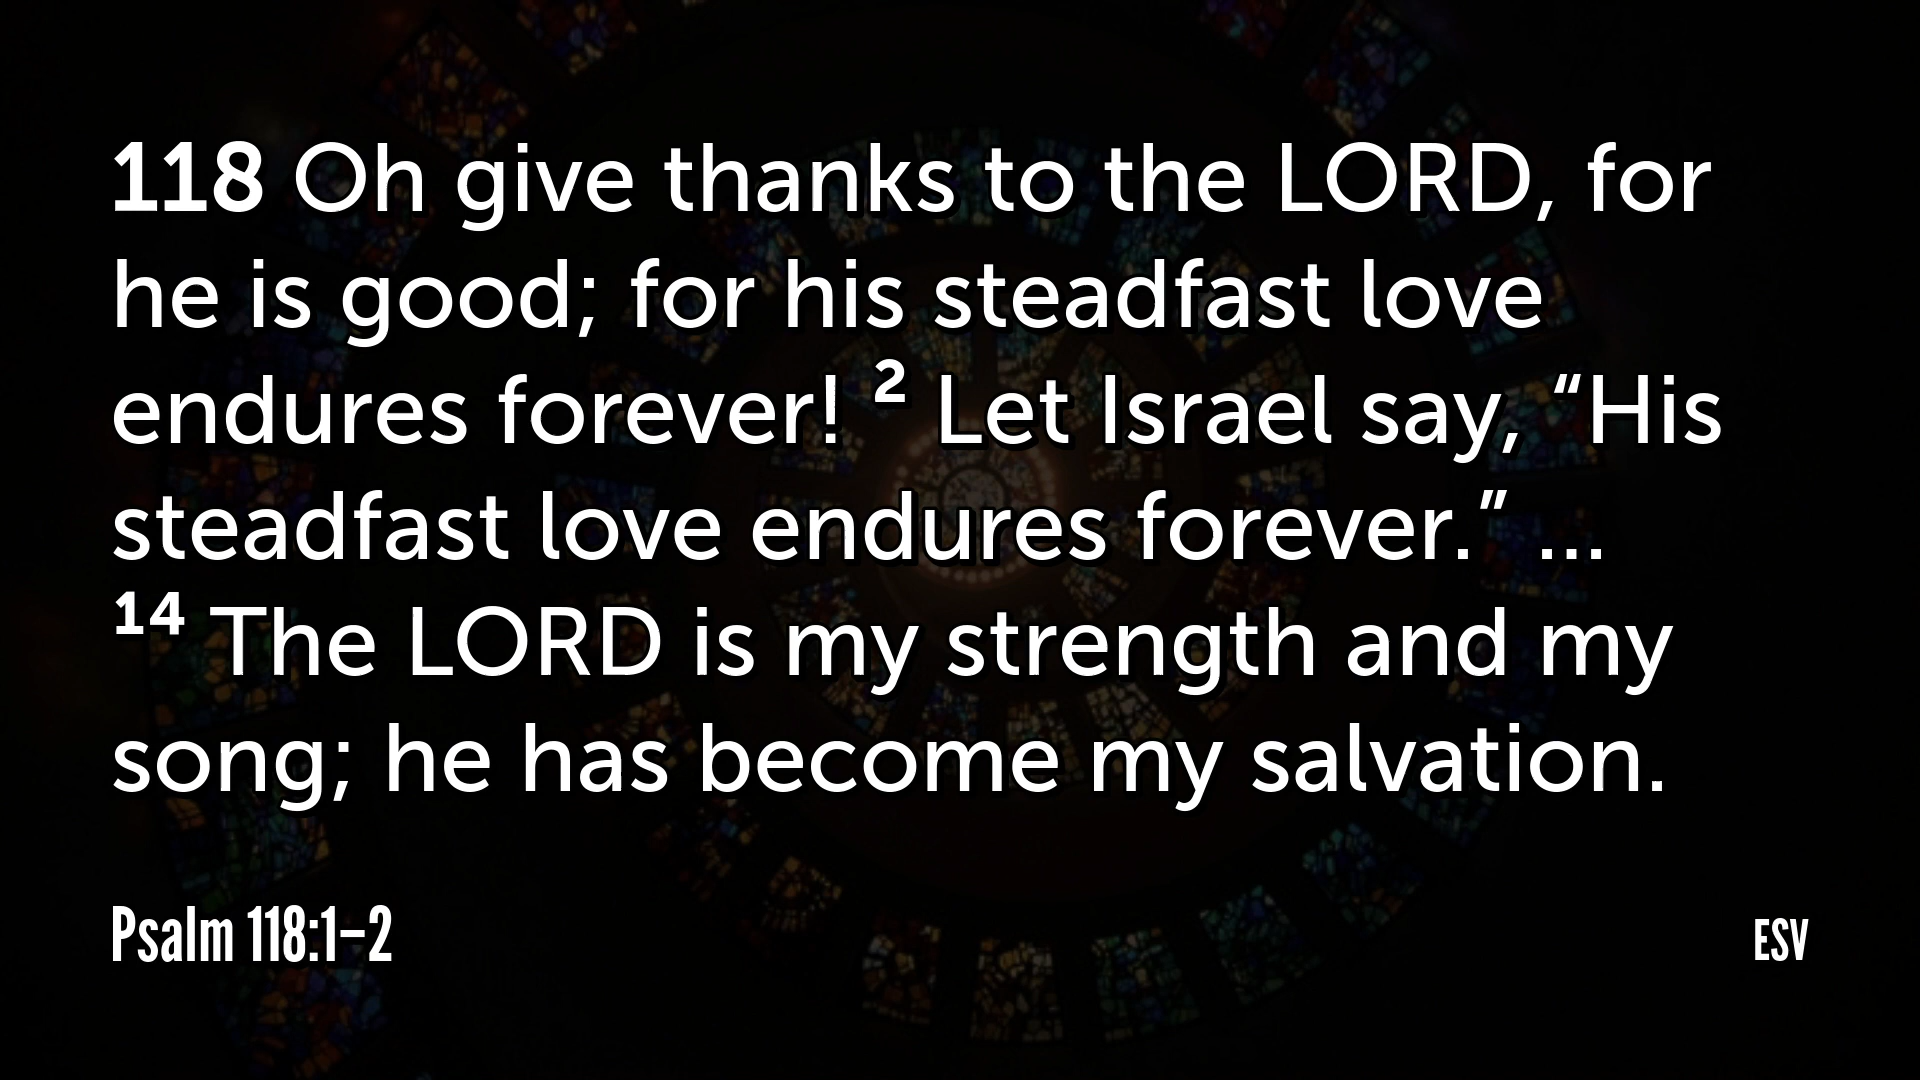 118 Oh give thanks to the LORD, for
he is good; for his steadfast love
endures forever! 2 Let Israel say, “His
steadfast love endures forever.” …
14 The LORD is my strength and my
song; he has become my salvation.
Psalm 118:1–2
ESV